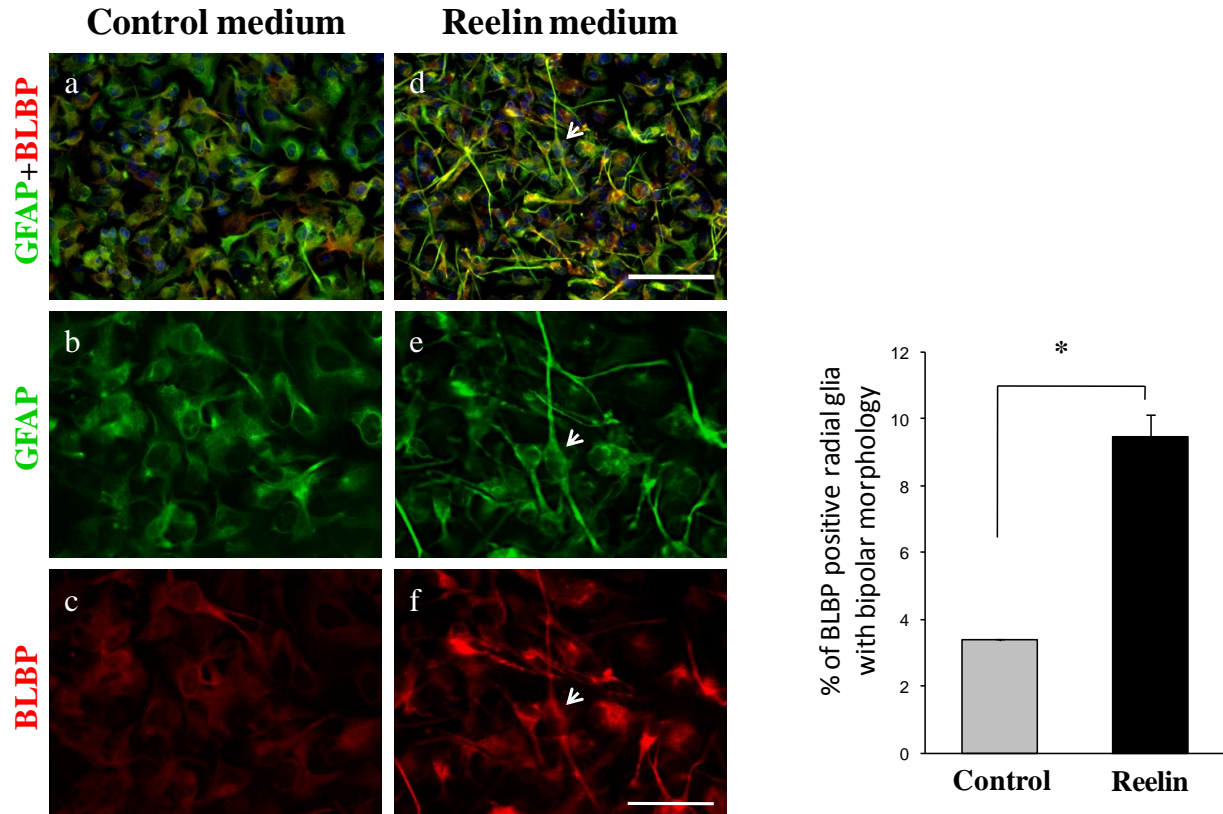 Control medium
Reelin medium
GFAP+BLBP
a
d
GFAP
b
e
BLBP
c
f
% of BLBP positive radial glia
with bipolar morphology
12
10
8
6
4
2
0
*
Control
Reelin